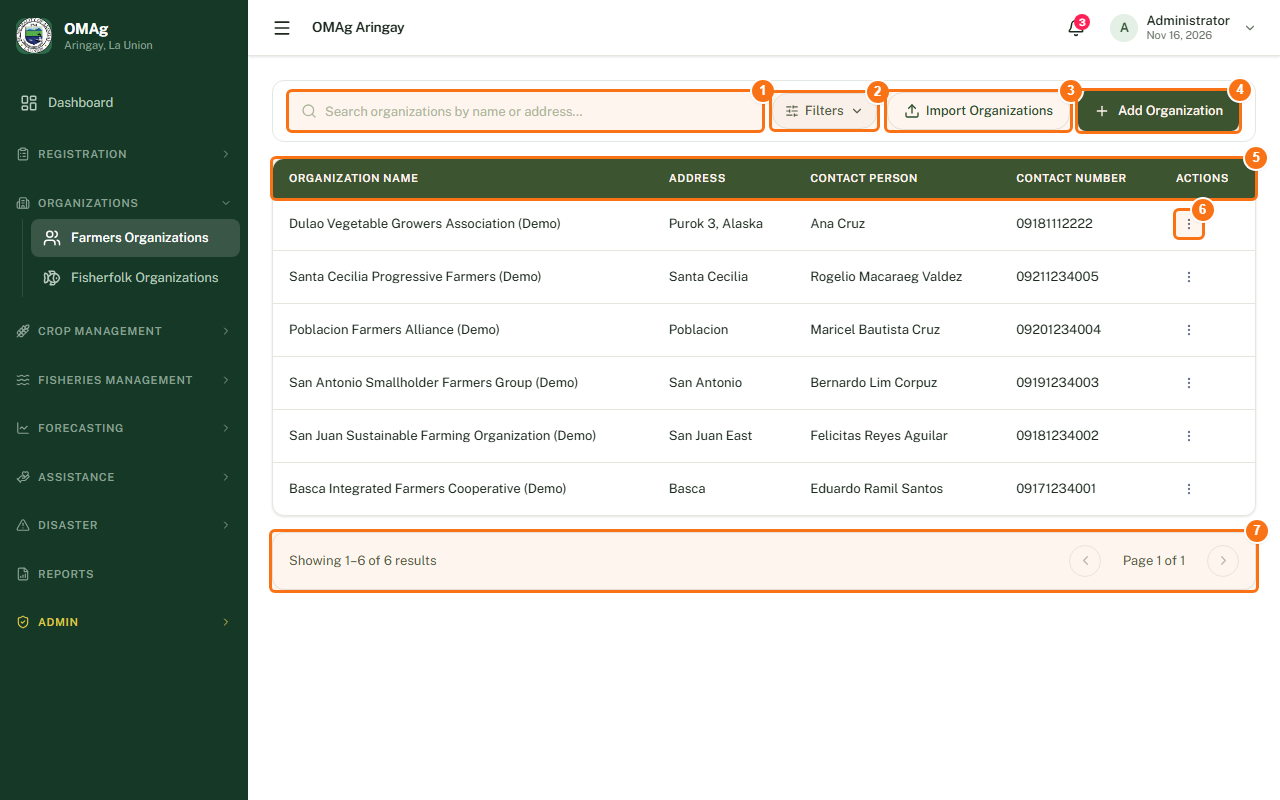 OMAg
Aringay, La Union
Dashboard
REGISTRATION
ORGANIZATIONS
Farmers Organizations
Fisherfolk Organizations
CROP MANAGEMENT
FISHERIES MANAGEMENT
FORECASTING
ASSISTANCE
DISASTER
REPORTS
ADMIN
OMAg Aringay
3
A
Administrator
Nov 16, 2026
1
2
3
4
Search organizations by name or address...
Filters
Import Organizations
Add Organization
5
ORGANIZATION NAME ADDRESS CONTACT PERSON CONTACT NUMBER ACTIONS
6
Dulao Vegetable Growers Association (Demo) Purok 3, Alaska Ana Cruz 09181112222
Santa Cecilia Progressive Farmers (Demo) Santa Cecilia Rogelio Macaraeg Valdez 09211234005
Poblacion Farmers Alliance (Demo) Poblacion Maricel Bautista Cruz 09201234004
San Antonio Smallholder Farmers Group (Demo) San Antonio Bernardo Lim Corpuz 09191234003
San Juan Sustainable Farming Organization (Demo) San Juan East Felicitas Reyes Aguilar 09181234002
Basca Integrated Farmers Cooperative (Demo) Basca Eduardo Ramil Santos 09171234001
7
Showing 1–6 of 6 results Page 1 of 1